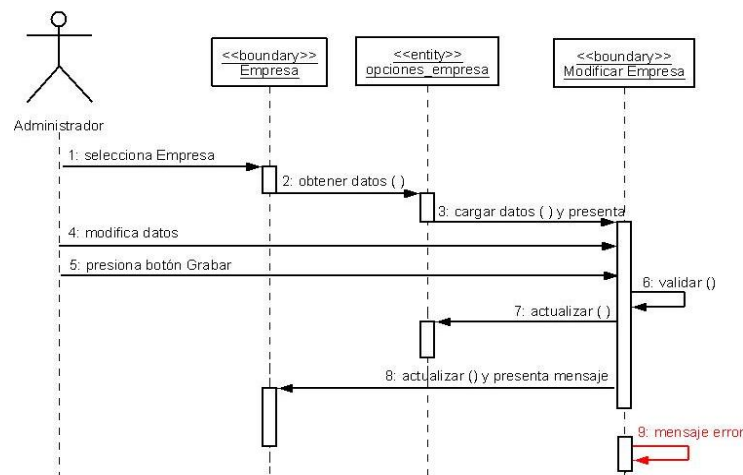 <<boundary>>
Empresa
<<entity>>
opciones_empresa
<<boundary>>
Modificar Empresa
Administrador
1: selecciona Empresa
2: obtener datos ( )
3: cargar datos ( ) y presenta
4: modifica datos
5: presiona botón Grabar
6: validar ()
7: actualizar ( )
8: actualizar () y presenta mensaje
9: mensaje error